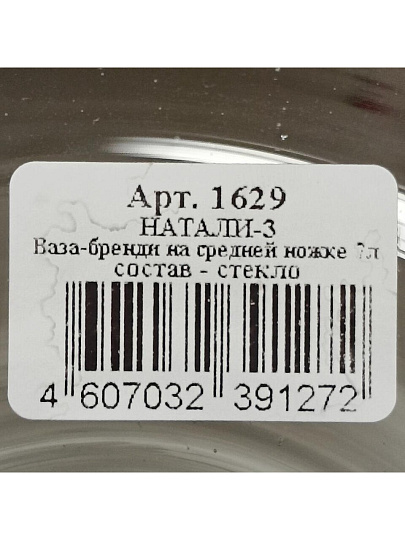 Арт. 1629
НАТАЛИ-3
Ваза-бренди на средней ножке
состав - стекло
4 607032 391272